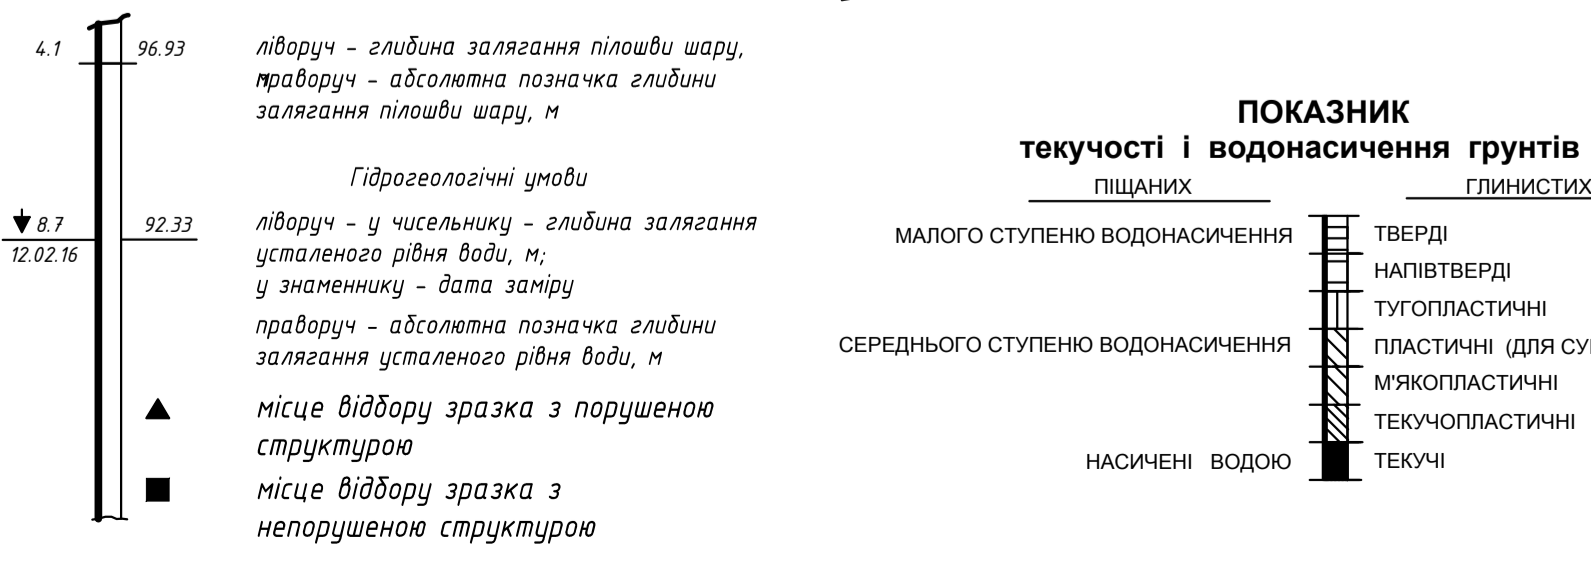 4.1
96.93
ліворуч - глибина залягання пілошви шару,
м
праворуч - абсолютна позначка глибини
залягання пілошви шару, м
Гідрогеологічні умови
8.7
92.33
12.02.16
ліворуч - у чисельнику - глибина залягання
усталеного рівня води, м;
у знаменнику - дата заміру
праворуч - абсолютна позначка глибини
залягання усталеного рівня води, м
місце відбору зразка з порушеною
структурою
місце відбору зразка з
непорушеною структурою
ПОКАЗНИК
текучості і водонасичення грунтів
ПІЩАНИХ
ГЛИНИСТИХ
МАЛОГО СТУПЕНЮ ВОДОНАСИЧЕННЯ
ТВЕРДІ
НАПІВТВЕРДІ
ТУГОПЛАСТИЧНІ
СЕРЕДНЬОГО СТУПЕНЮ ВОДОНАСИЧЕННЯ
ПЛАСТИЧНІ (ДЛЯ
М'ЯКОПЛАСТИЧНІ
ТЕКУЧОПЛАСТИЧНІ
НАСИЧЕНІ ВОДОЮ
ТЕКУЧІ